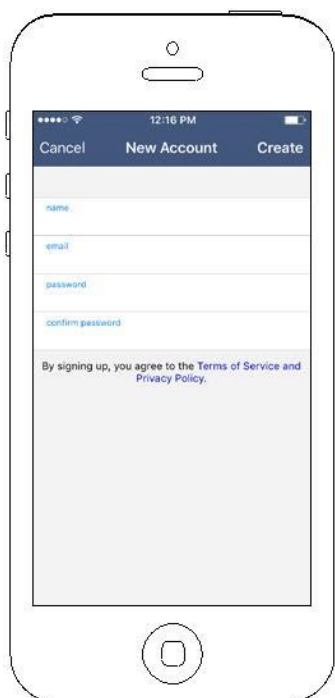 12:16 PM
Cancel New Account Create
name
email
password
confirm password
By signing up, you agree to the Terms of Service and
Privacy Policy.